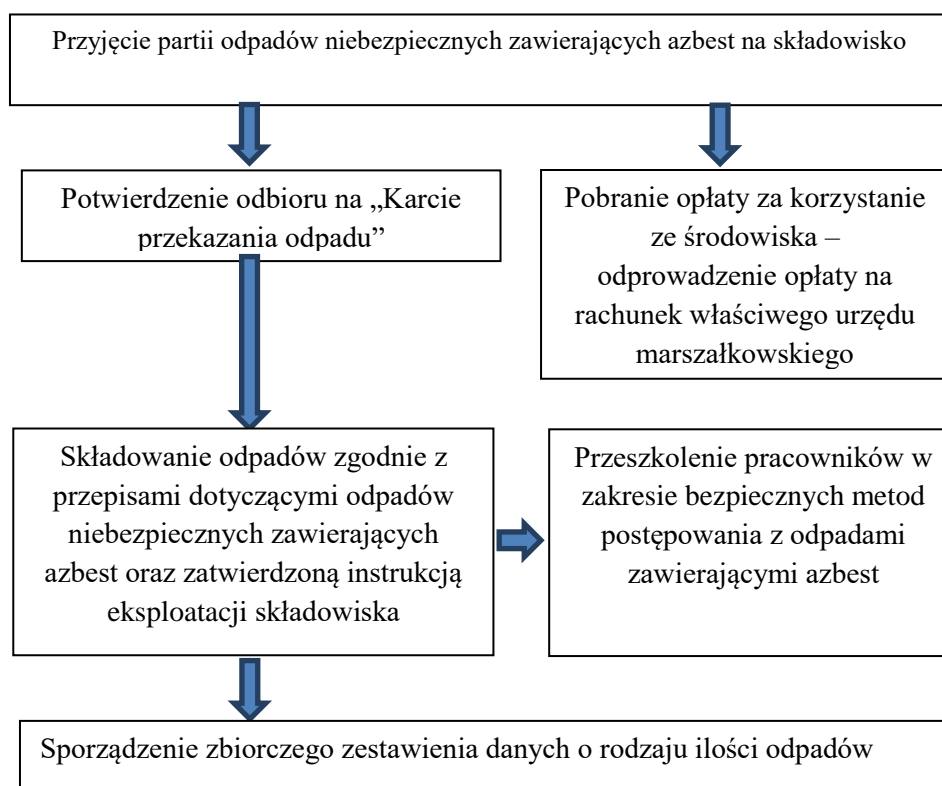 Przyjęcie partii odpadów niebezpiecznych zawierających azbest na składowisko
Potwierdzenie odbioru na „Karcie
przekazania odpadu”
Pobranie opłaty za korzystanie
ze środowiska –
odprowadzenie opłaty na
rachunek właściwego urzędu
marszałkowskiego
Składowanie odpadów zgodnie z
przepisami dotyczącymi odpadów
niebezpiecznych zawierających
azbest oraz zatwierdzoną instrukcją
eksploatacji składowiska
Przeszkolenie pracowników w
zakresie bezpiecznych metod
postępowania z odpadami
zawierającymi azbest
Sporządzenie zbiorczego zestawienia danych o rodzaju ilości odpadów